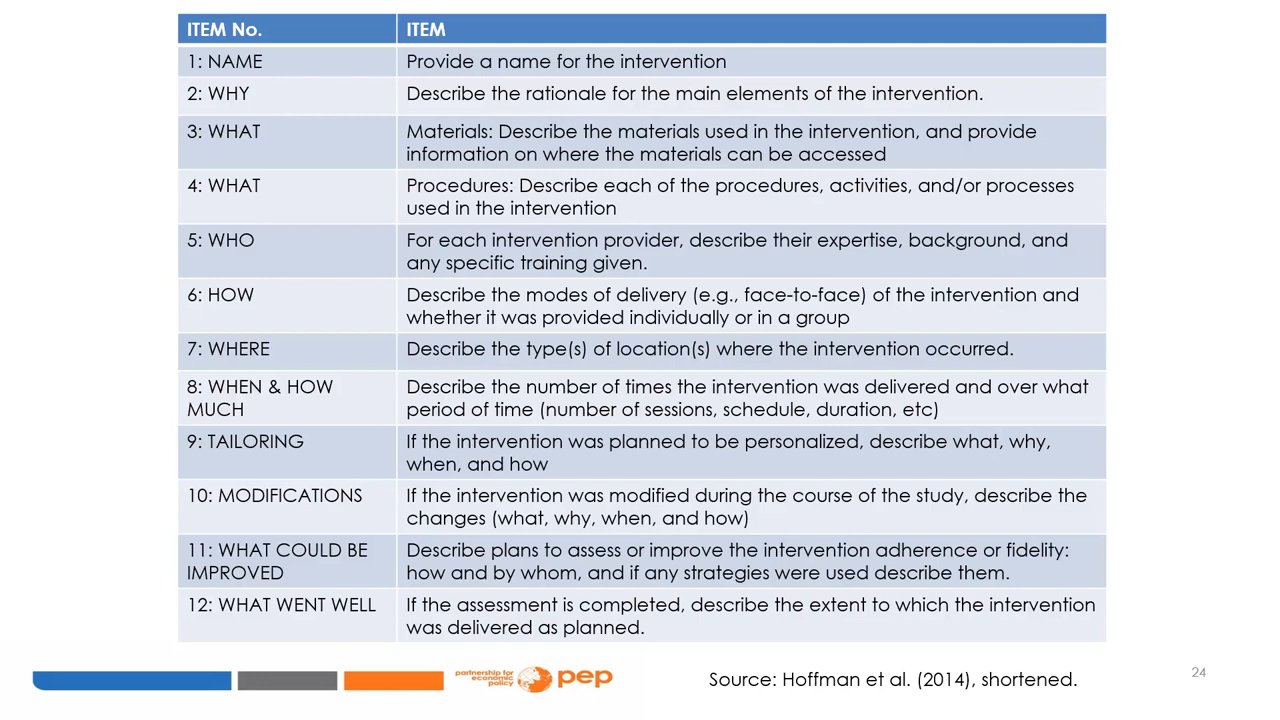 ITEM No. ITEM
1: NAME Provide a name for the intervention
2: WHY Describe the rationale for the main elements of the intervention.
3: WHAT Materials: Describe the materials used in the intervention, and provide
information on where the materials can be accessed
4: WHAT Procedures: Describe each of the procedures, activities, and/or processes
used in the intervention
5: WHO For each intervention provider, describe their expertise, background, and
any specific training given.
6: HOW Describe the modes of delivery (e.g., face-to-face) of the intervention and
whether it was provided individually or in a group
7: WHERE Describe the type(s) of location(s) where the intervention occurred.
8: WHEN & HOW Describe the number of times the intervention was delivered and over what
MUCH period of time (number of sessions, schedule, duration, etc)
9: TAILORING If the intervention was planned to be personalized, describe what, why,
when, and how
10: MODIFICATIONS If the intervention was modified during the course of the study, describe the
changes (what, why, when, and how)
11: WHAT COULD BE Describe plans to assess or improve the intervention adherence or fidelity:
IMPROVED how and by whom, and if any strategies were used describe them.
12: WHAT WENT WELL If the assessment is completed, describe the extent to which the intervention
was delivered as planned.
partnership for
economic
policy
pep
Source: Hoffman et al. (2014), shortened.
24